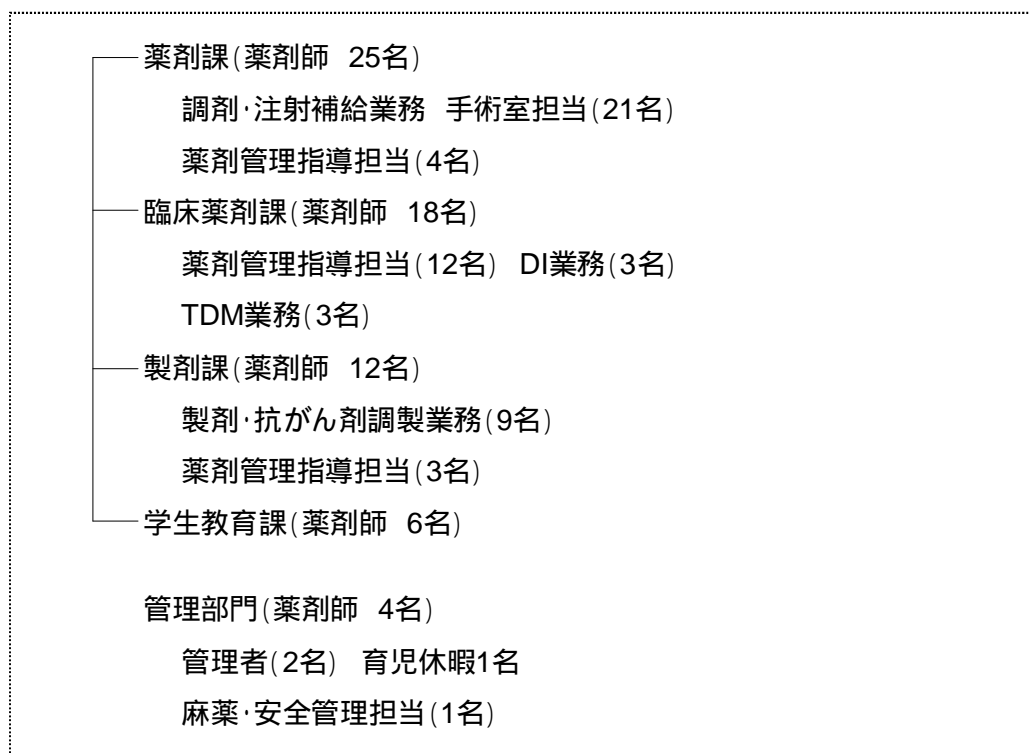 薬剤課(薬剤師 25名)
調剤･注射補給業務 手術室担当(21名)
薬剤管理指導担当(4名)
臨床薬剤課(薬剤師 18名)
薬剤管理指導担当(12名) DI業務(3名)
TDM業務(3名)
製剤課(薬剤師 12名)
製剤･抗がん剤調製業務(9名)
薬剤管理指導担当(3名)
学生教育課(薬剤師 6名)
管理部門(薬剤師 4名)
管理者(2名) 育児休暇1名
麻薬･安全管理担当(1名)